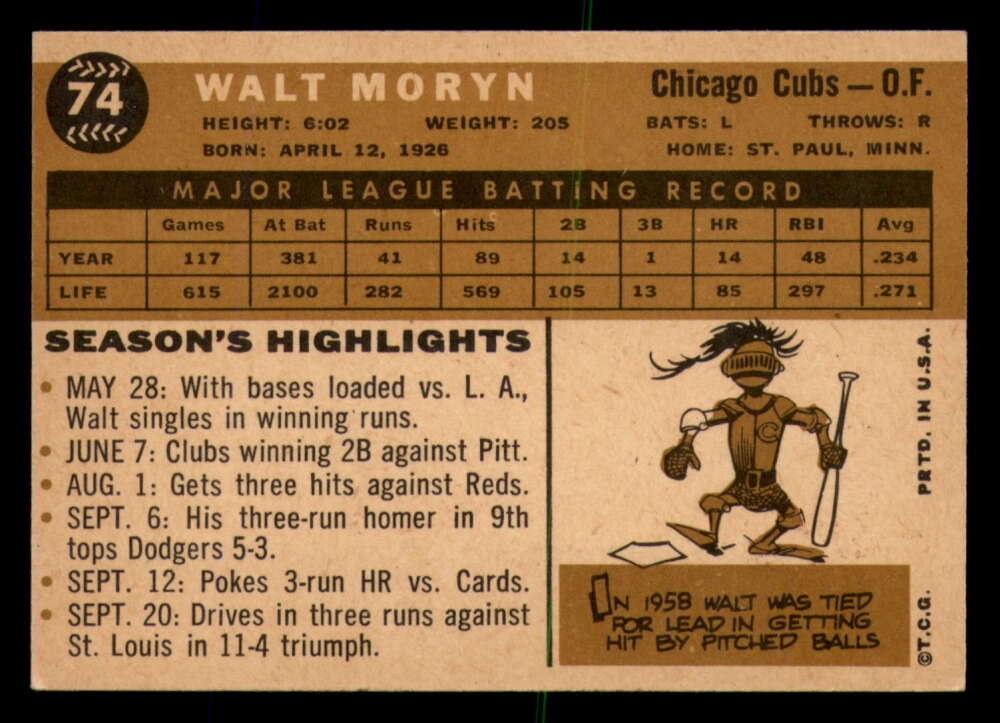 74
WALT MORYN
Chicago Cubs — O.F.
HEIGHT: 6:02 WEIGHT: 205 BATS: L THROWS: R
BORN: APRIL 12, 1926 HOME: ST. PAUL, MINN.
MAJOR LEAGUE BATTING RECORD
Games At Bat Runs Hits 2B 3B HR RBI Avg
YEAR 117 381 41 89 14 1 14 48 .234
LIFE 615 2100 282 569 105 13 85 297 .271
SEASON'S HIGHLIGHTS
• MAY 28: With bases loaded vs. L. A.,
Walt singles in winning runs.
• JUNE 7: Clubs winning 2B against Pitt.
• AUG. 1: Gets three hits against Reds.
• SEPT. 6: His three-run homer in 9th
tops Dodgers 5-3.
• SEPT. 12: Pokes 3-run HR vs. Cards.
• SEPT. 20: Drives in three runs against
St. Louis in 11-4 triumph.
C
IN 1958 WALT WAS TIED
FOR LEAD IN GETTING
HIT BY PITCHED BALLS
©T.C.G. PRTD. IN U.S.A.